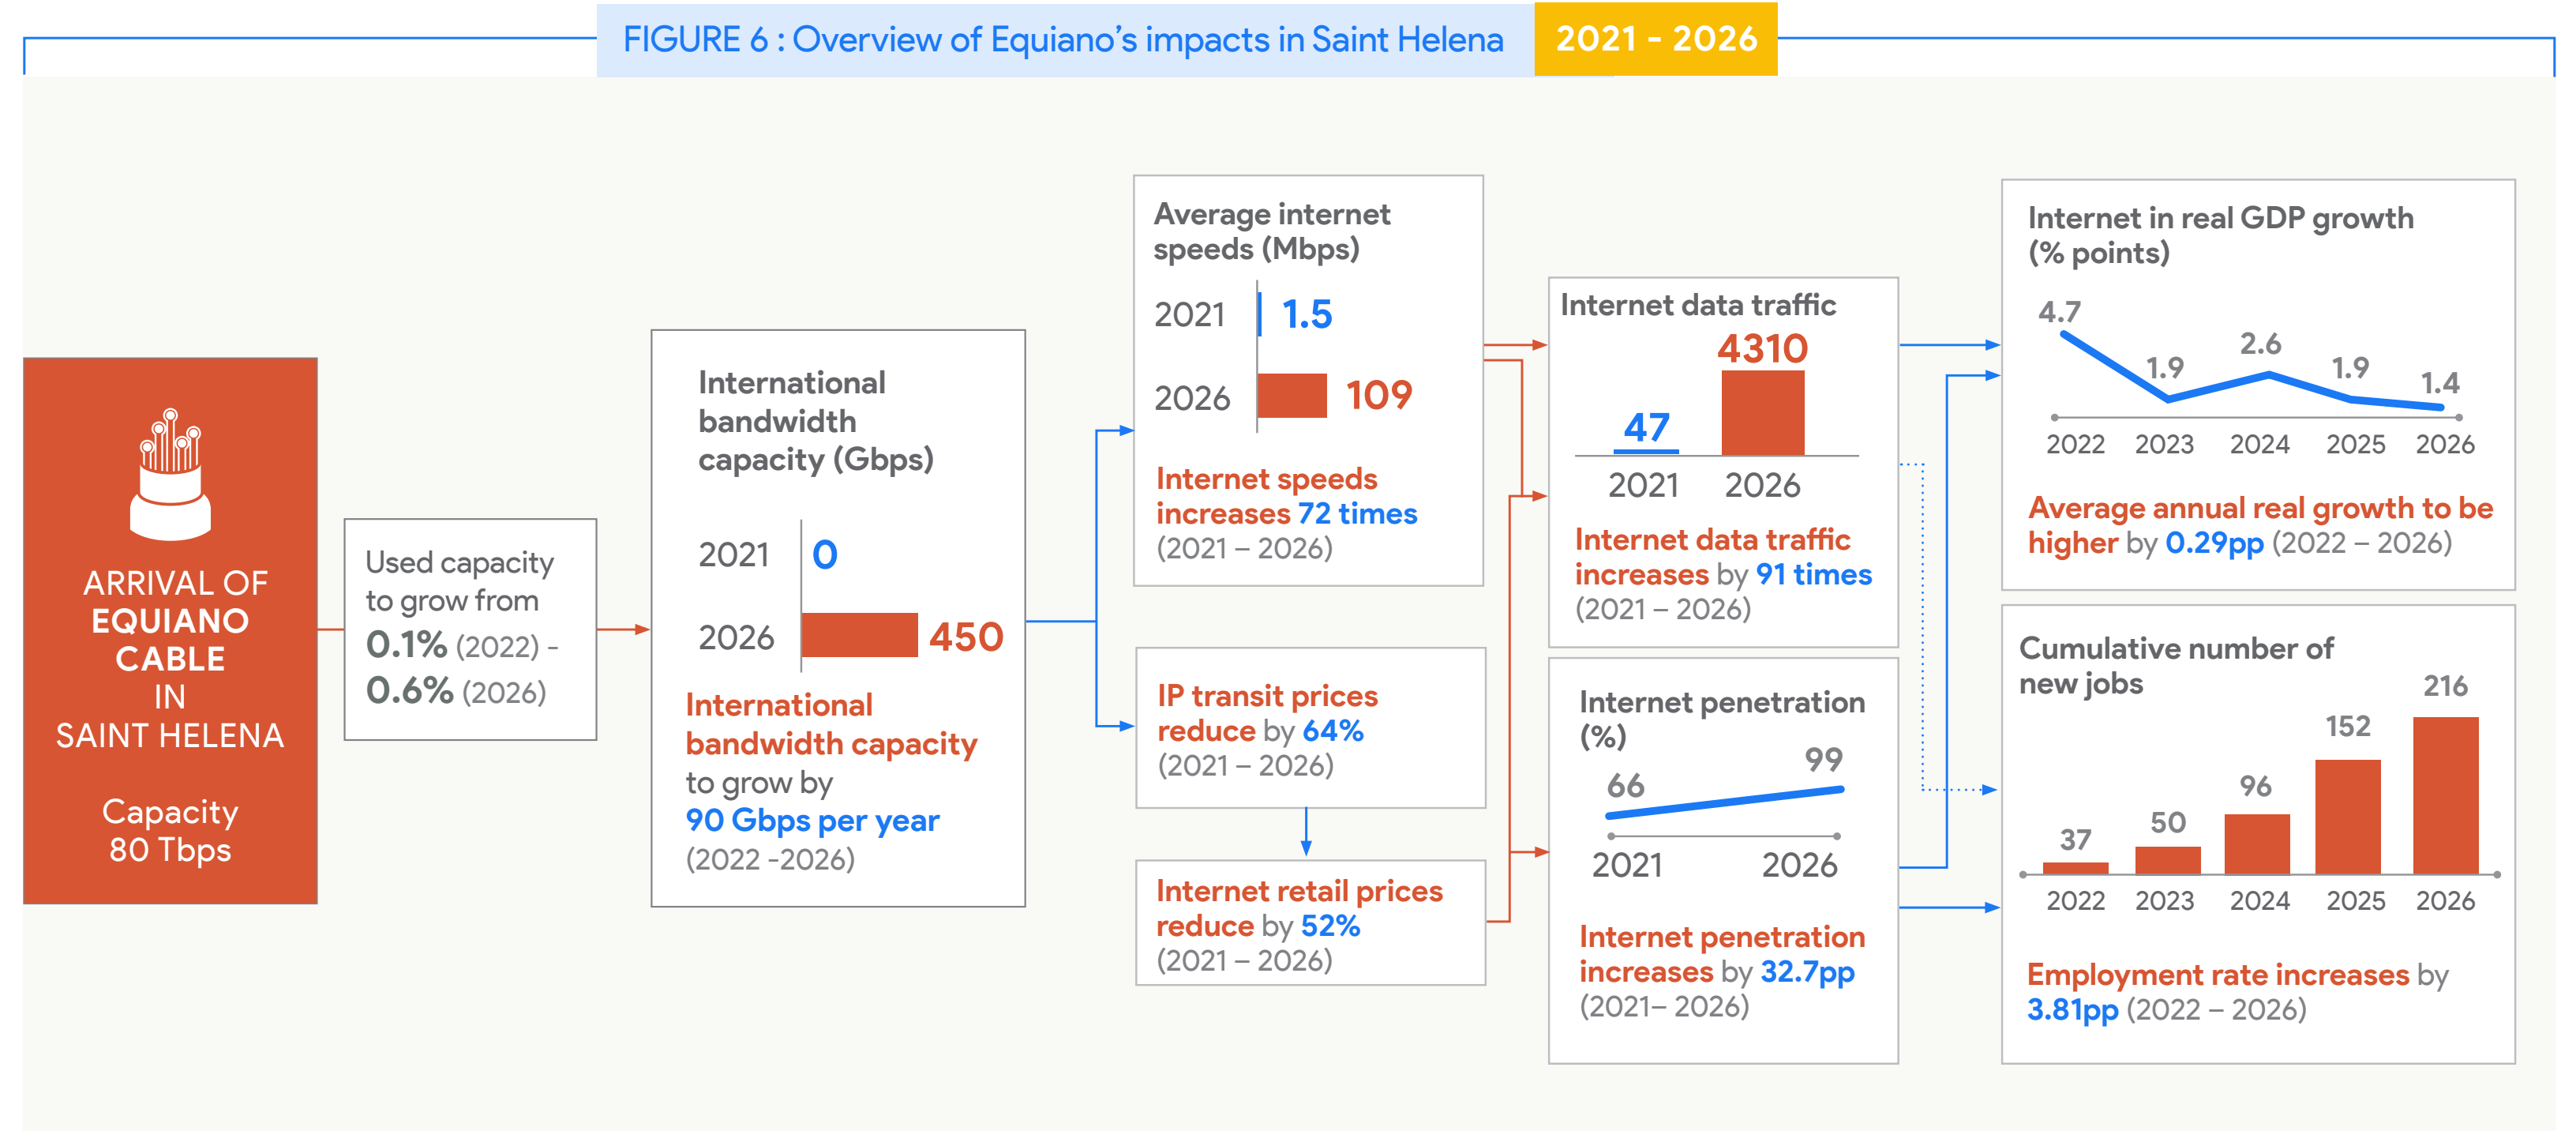 FIGURE 6 : Overview of Equiano’s impacts in Saint Helena
2021 - 2026
ARRIVAL OF
EQUIANO
CABLE
IN
SAINT HELENA
Capacity
80 Tbps
Used capacity
to grow from
0.1% (2022) -
0.6% (2026)
International
bandwidth
capacity (Gbps)
2021 0
2026 450
International
bandwidth capacity
to grow by
90 Gbps per year
(2022 -2026)
Average internet
speeds (Mbps)
2021 1.5
2026 109
Internet speeds
increases 72 times
(2021 – 2026)
IP transit prices
reduce by 64%
(2021 – 2026)
Internet retail prices
reduce by 52%
(2021 – 2026)
Internet data traffic
4310
47
2021 2026
Internet data traffic
increases by 91 times
(2021 – 2026)
Internet penetration
(%)
66 99
2021 2026
Internet penetration
increases by 32.7pp
(2021– 2026)
Internet in real GDP growth
(% points)
4.7 1.9 2.6 1.9 1.4
2022 2023 2024 2025 2026
Average annual real growth to be
higher by 0.29pp (2022 – 2026)
Cumulative number of
new jobs
37 50 96 152 216
2022 2023 2024 2025 2026
Employment rate increases by
3.81pp (2022 – 2026)